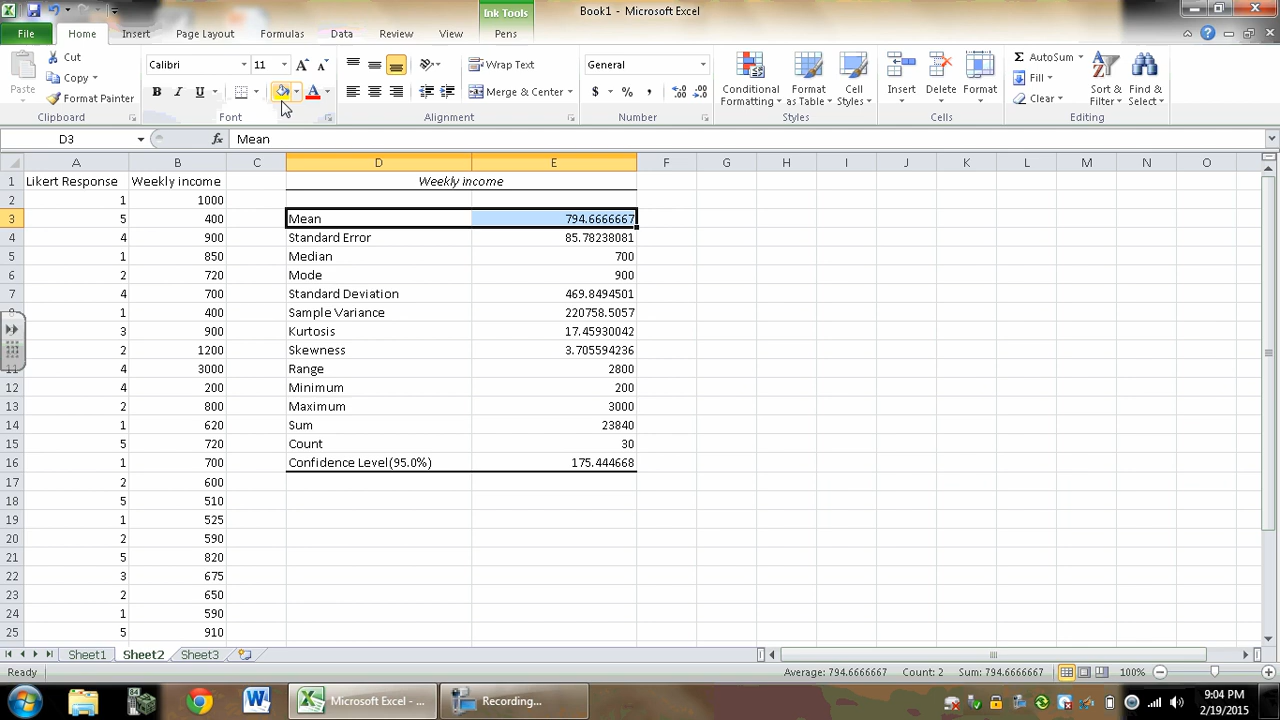 Ink Tools
Book1 - Microsoft Excel
File Home Insert Page Layout Formulas Data Review View Pens
Paste
Cut
Copy
Format Painter
Calibri 11
B I U A
Wrap Text
Merge & Center
General
$ % ,
Conditional Formatting
Format as Table
Cell Styles
Insert
Delete
Format
Σ AutoSum
Fill
Clear
Sort & Filter
Find & Select
Clipboard Font Alignment Number Styles Cells Editing
D3 fx Mean
A B C D E F G H I J K L M N O
1 Likert Response Weekly income Weekly income
2 1 1000
3 5 400 Mean 794.6666667
4 4 900 Standard Error 85.78238081
5 1 850 Median 700
6 2 720 Mode 900
7 4 700 Standard Deviation 469.8494501
8 1 400 Sample Variance 220758.5057
3 900 Kurtosis 17.45930042
2 1200 Skewness 3.705594236
11 4 3000 Range 2800
12 4 200 Minimum 200
13 2 800 Maximum 3000
14 1 620 Sum 23840
15 5 720 Count 30
16 1 700 Confidence Level(95.0%) 175.444668
17 2 600
18 5 510
19 1 525
20 2 590
21 5 820
22 3 675
23 2 650
24 1 590
25 5 910
Sheet1 Sheet2 Sheet3
Ready Average: 794.6666667 Count: 2 Sum: 794.6666667 100%
Microsoft Excel - ... Recording...
9:04 PM
2/19/2015